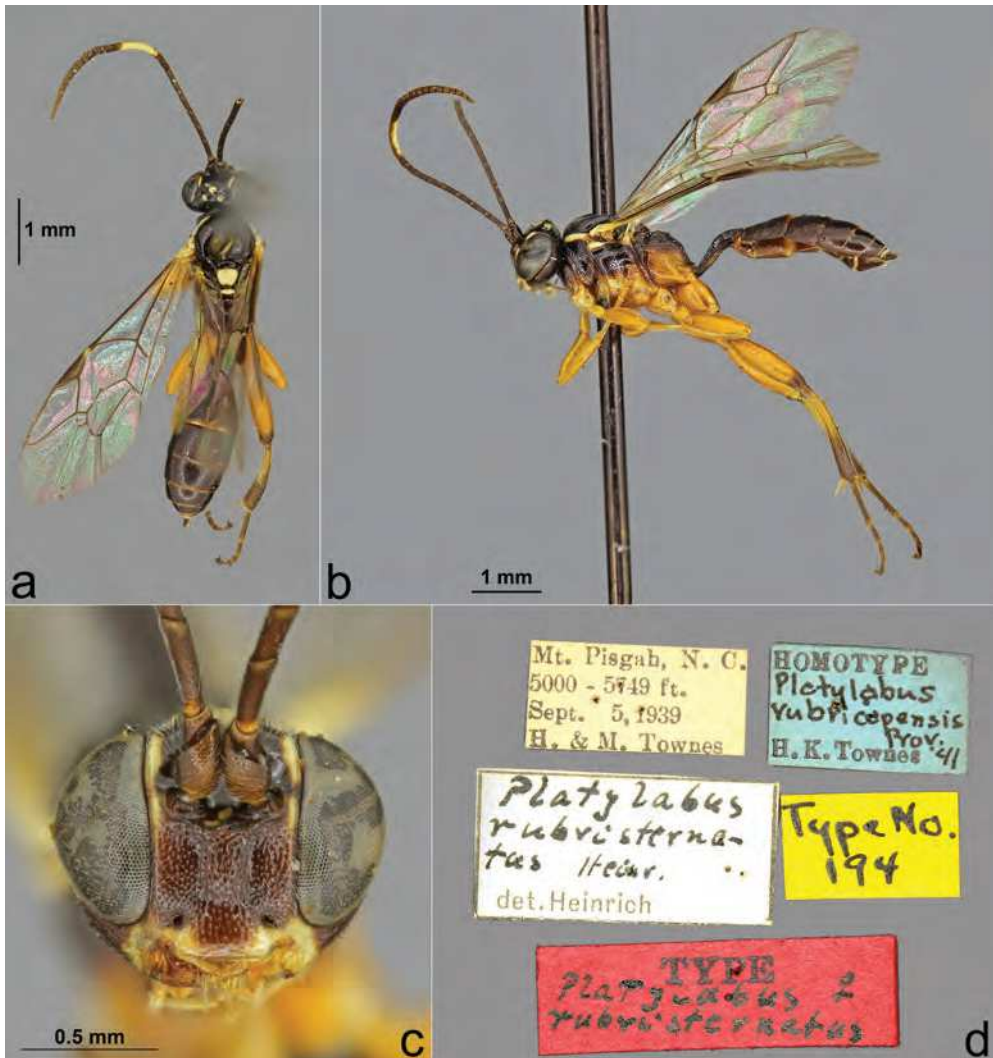 1 mm
a
1 mm
b
0.5 mm
c
Mt. Pisgah, N. C.
5000 - 5749 ft.
Sept. 5, 1939
H. & M. Townes
HOMOTYPE
Platylabus
rubricapensis
Prov.
H. K. Townes '41
Platylabus
rubristerna-
tus Heinr.
det. Heinrich
Type No.
194
TYPE
Platylabus ♀
rubristernatus
d